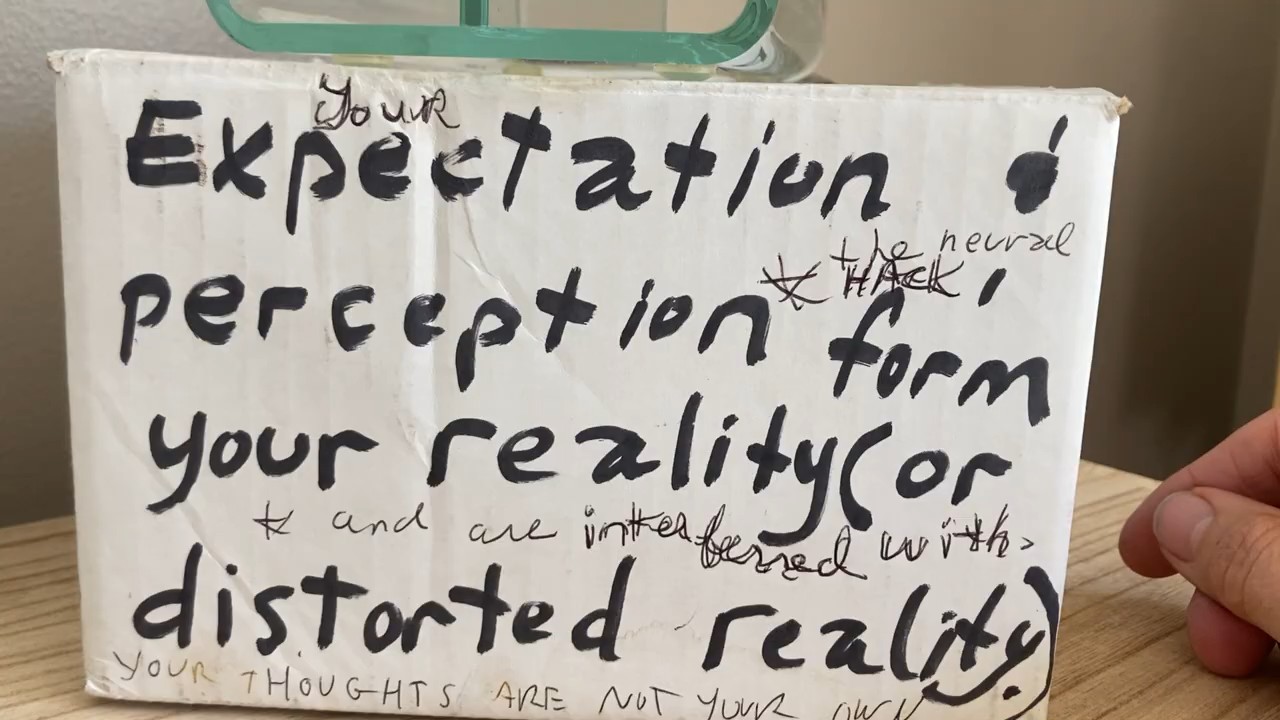 Your
Expectation &
the neural
perception * HACK form
your reality (or
* and are interferred with
distorted reality).
YOUR THOUGHTS ARE NOT YOUR OWN